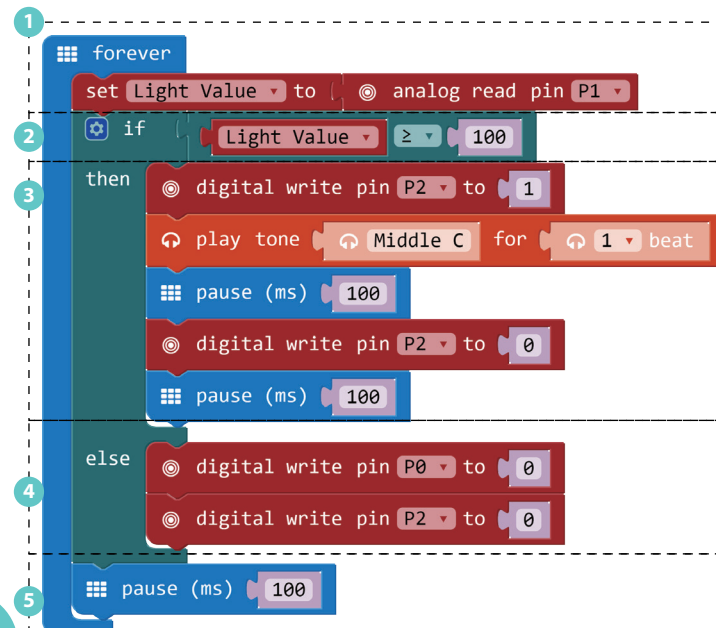 1
forever
set Light Value to analog read pin P1
2
if Light Value ≥ 100
then
3
digital write pin P2 to 1
play tone Middle C for 1 beat
pause (ms) 100
digital write pin P2 to 0
pause (ms) 100
else
digital write pin P0 to 0
4
digital write pin P2 to 0
5
pause (ms) 100